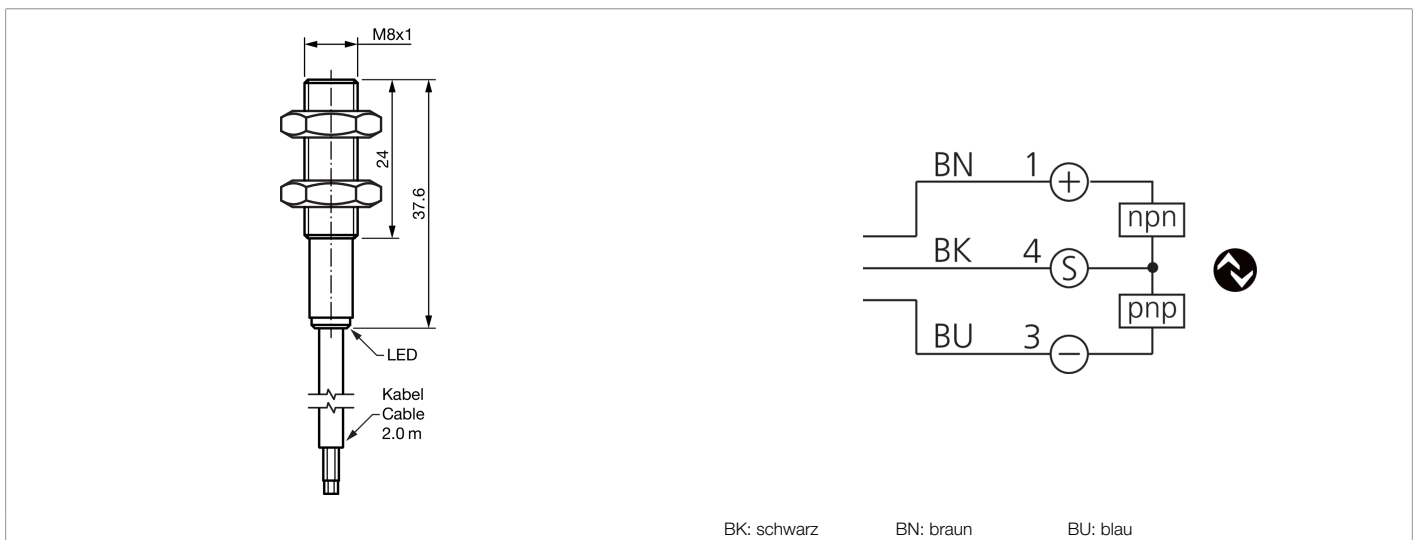 M8x1
24
37.6
LED
Kabel
Cable
2.0 m
BN 1 +
npn
BK 4 S
pnp
BU 3 −
BK: schwarz BN: braun BU: blau